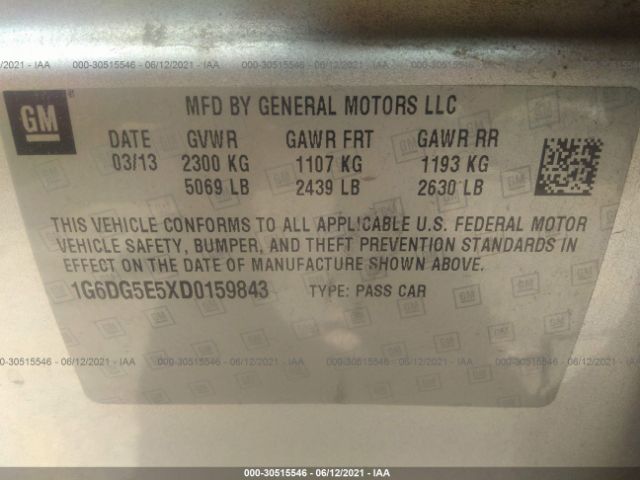 000-30515546 - 06/12/2021 - IAA
GM
MFD BY GENERAL MOTORS LLC
DATE GVWR GAWR FRT GAWR RR
03/13 2300 KG 1107 KG 1193 KG
5069 LB 2439 LB 2630 LB
THIS VEHICLE CONFORMS TO ALL APPLICABLE U.S. FEDERAL MOTOR
VEHICLE SAFETY, BUMPER, AND THEFT PREVENTION STANDARDS IN
EFFECT ON THE DATE OF MANUFACTURE SHOWN ABOVE.
1G6DG5E5XD0159843 TYPE: PASS CAR
000-30515546 - 06/12/2021 - IAA
000-30515546 - 06/12/2021 - IAA